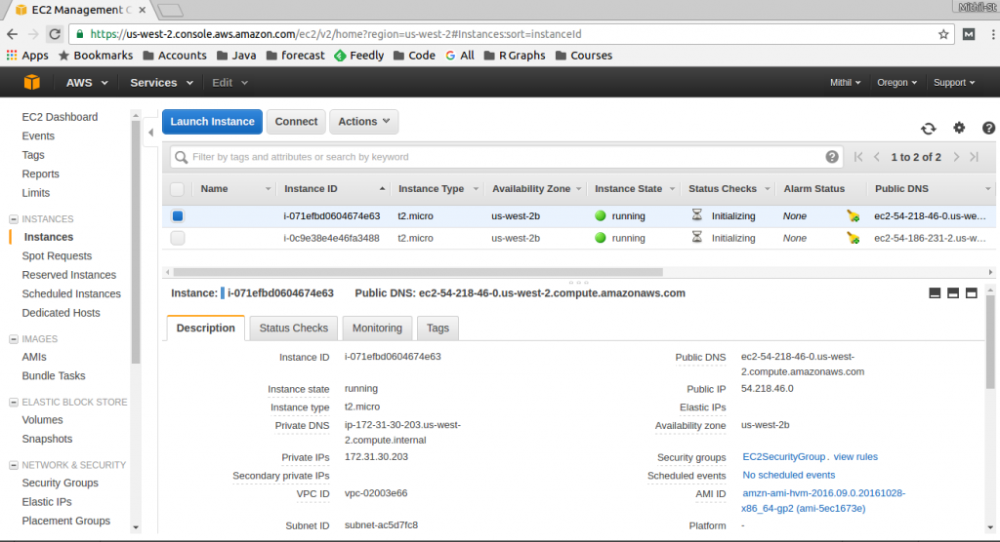 EC2 Management C
Mithil-St
https://us-west-2.console.aws.amazon.com/ec2/v2/home?region=us-west-2#Instances:sort=instanceId
Apps Bookmarks Accounts Java forecast Feedly Code All R Graphs Courses
AWS Services Edit Mithil Oregon Support
EC2 Dashboard
Events
Tags
Reports
Limits
INSTANCES
Instances
Spot Requests
Reserved Instances
Scheduled Instances
Dedicated Hosts
IMAGES
AMIs
Bundle Tasks
ELASTIC BLOCK STORE
Volumes
Snapshots
NETWORK & SECURITY
Security Groups
Elastic IPs
Placement Groups
Launch Instance Connect Actions
Filter by tags and attributes or search by keyword
1 to 2 of 2
Name Instance ID Instance Type Availability Zone Instance State Status Checks Alarm Status Public DNS
i-071efbd0604674e63 t2.micro us-west-2b running Initializing None ec2-54-218-46-0.us-we...
i-0c9e38e4e46fa3488 t2.micro us-west-2b running Initializing None ec2-54-186-231-2.us-w...
Instance: i-071efbd0604674e63 Public DNS: ec2-54-218-46-0.us-west-2.compute.amazonaws.com
Description Status Checks Monitoring Tags
Instance ID i-071efbd0604674e63
Instance state running
Instance type t2.micro
Private DNS ip-172-31-30-203.us-west-
2.compute.internal
Private IPs 172.31.30.203
Secondary private IPs
VPC ID vpc-02003e66
Subnet ID subnet-ac5d7fc8
Public DNS ec2-54-218-46-0.us-west-
2.compute.amazonaws.com
Public IP 54.218.46.0
Elastic IPs
Availability zone us-west-2b
Security groups EC2SecurityGroup. view rules
Scheduled events No scheduled events
AMI ID amzn-ami-hvm-2016.09.0.20161028-
x86_64-gp2 (ami-5ec1673e)
Platform -